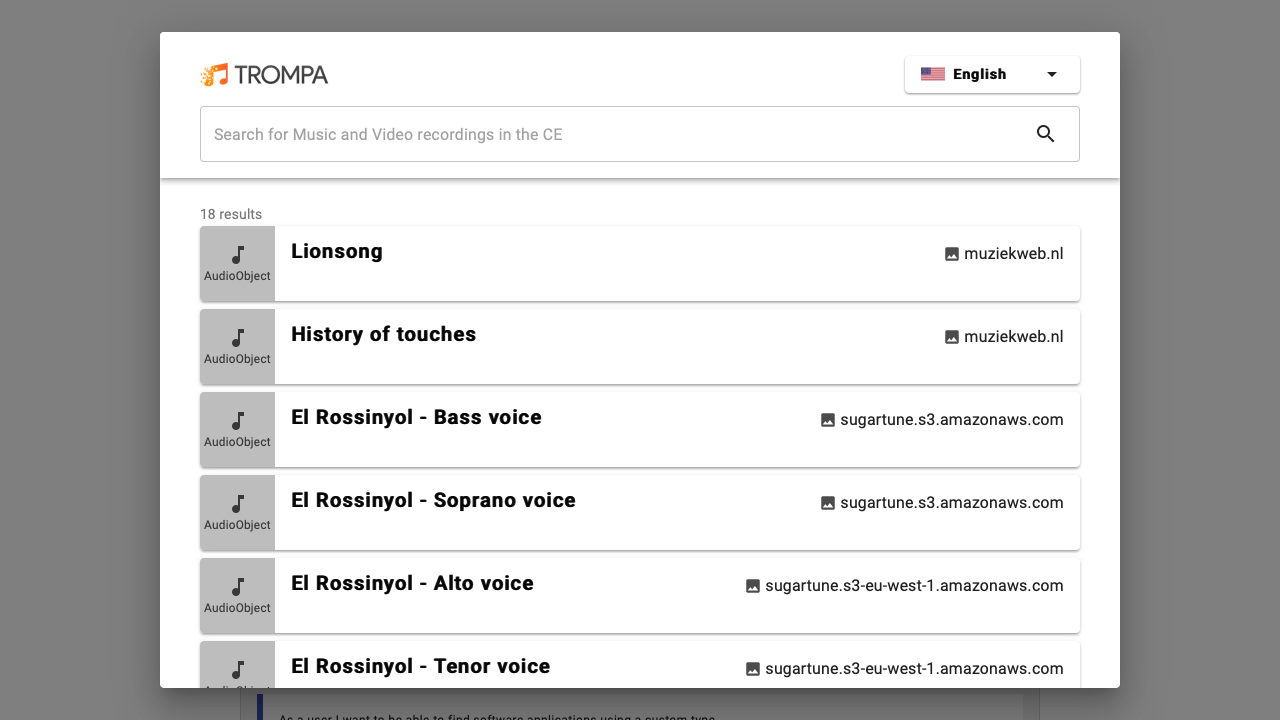 TROMPA
English
Search for Music and Video recordings in the CE
18 results
AudioObject
Lionsong
muziekweb.nl
AudioObject
History of touches
muziekweb.nl
AudioObject
El Rossinyol - Bass voice
sugartune.s3.amazonaws.com
AudioObject
El Rossinyol - Soprano voice
sugartune.s3.amazonaws.com
AudioObject
El Rossinyol - Alto voice
sugartune.s3-eu-west-1.amazonaws.com
El Rossinyol - Tenor voice
sugartune.s3-eu-west-1.amazonaws.com
As a user I want to be able to find software applications using a custom type